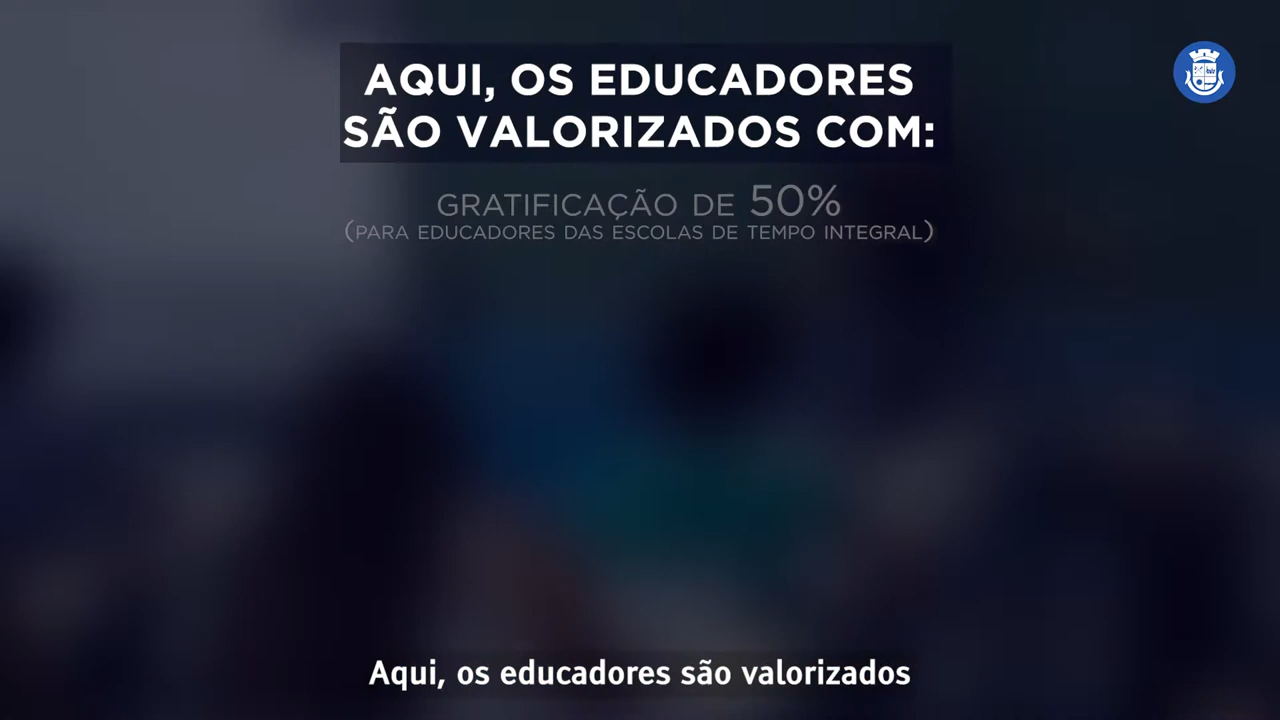 AQUI, OS EDUCADORES
SÃO VALORIZADOS COM:
GRATIFICAÇÃO DE 50%
(PARA EDUCADORES DAS ESCOLAS DE TEMPO INTEGRAL)
Aqui, os educadores são valorizados